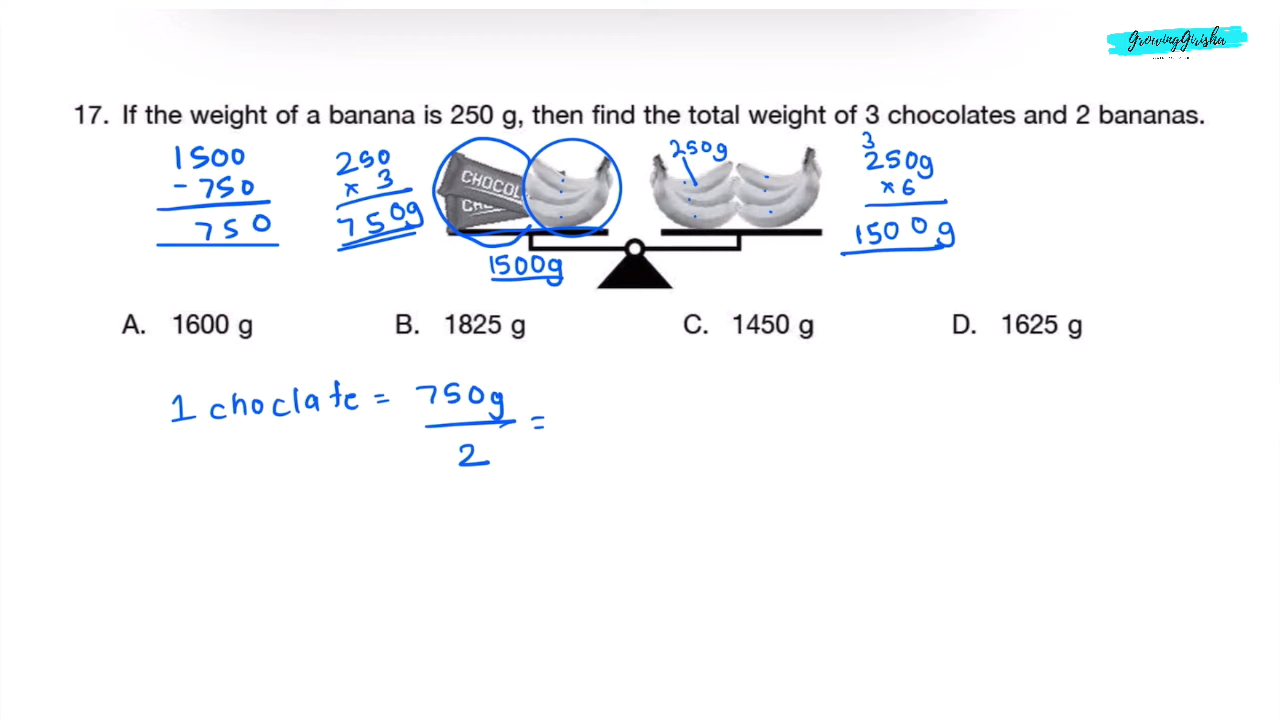 GrowingGirisha
17. If the weight of a banana is 250 g, then find the total weight of 3 chocolates and 2 bananas.
1500
- 750
750
250
× 3
750g
CHOCOL
CH
250g
3
250g
× 6
1500g
1500g
A. 1600 g B. 1825 g C. 1450 g D. 1625 g
1 choclate = 750g =
2